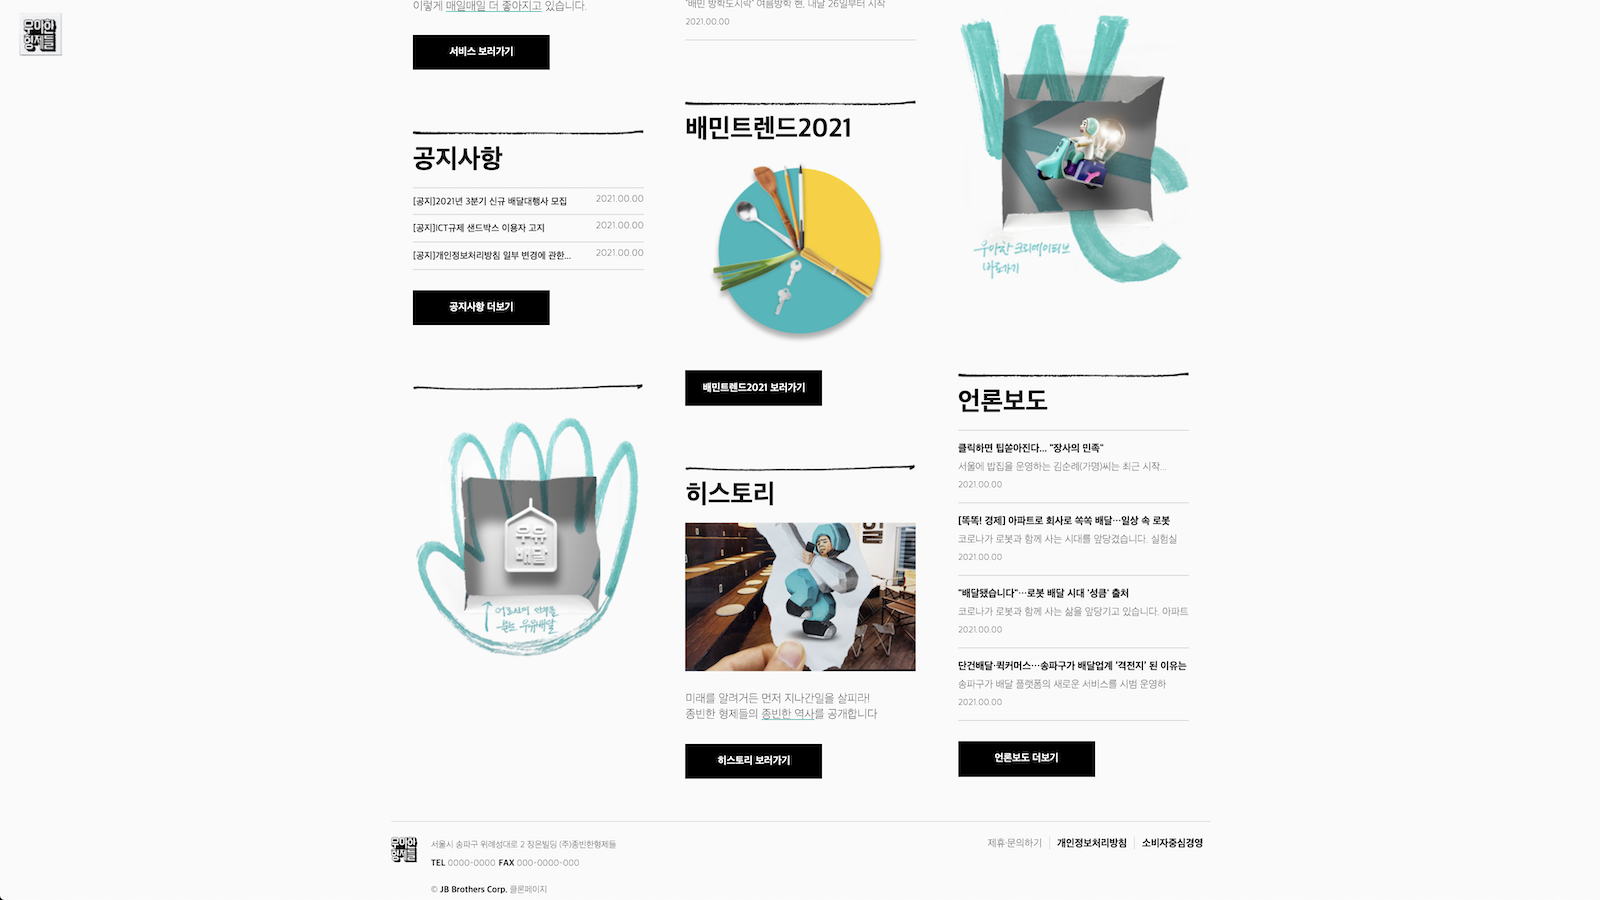 우아한
형제들
이렇게 매일매일 더 좋아지고 있습니다.
서비스 보러가기
공지사항
[공지]2021년 3분기 신규 배달대행사 모집 2021.00.00
[공지]ICT규제 샌드박스 이용자 고지 2021.00.00
[공지]개인정보처리방침 일부 변경에 관한... 2021.00.00
공지사항 더보기
우유
배달
어르신의 안부를
묻는 우유배달
"배민 방학도시락" 여름방학 현, 내달 26일부터 시작
2021.00.00
배민트렌드2021
배민트렌드2021 보러가기
히스토리
미래를 알려거든 먼저 지나간일을 살피라!
종빈한 형제들의 종빈한 역사를 공개합니다
히스토리 보러가기
우아한 크리에이티브
바로가기
언론보도
클릭하면 팁쏟아진다... "장사의 민족"
서울에 밥집을 운영하는 김순례(가명)씨는 최근 시작...
2021.00.00
[똑똑! 경제] 아파트로 회사로 쏙쏙 배달…일상 속 로봇
코로나가 로봇과 함께 사는 시대를 앞당겼습니다. 실험실
2021.00.00
"배달됐습니다"…로봇 배달 시대 '성큼' 출처
코로나가 로봇과 함께 사는 삶을 앞당기고 있습니다. 아파트
2021.00.00
단건배달·퀵커머스…송파구가 배달업계 '격전지' 된 이유는
송파구가 배달 플랫폼의 새로운 서비스를 시범 운영하
2021.00.00
언론보도 더보기
우아한
형제들
서울시 송파구 위례성대로 2 장은빌딩 (주)종빈한형제들
TEL 0000-0000 FAX 000-0000-000
© JB Brothers Corp. 클론페이지
제휴·문의하기 개인정보처리방침 소비자중심경영